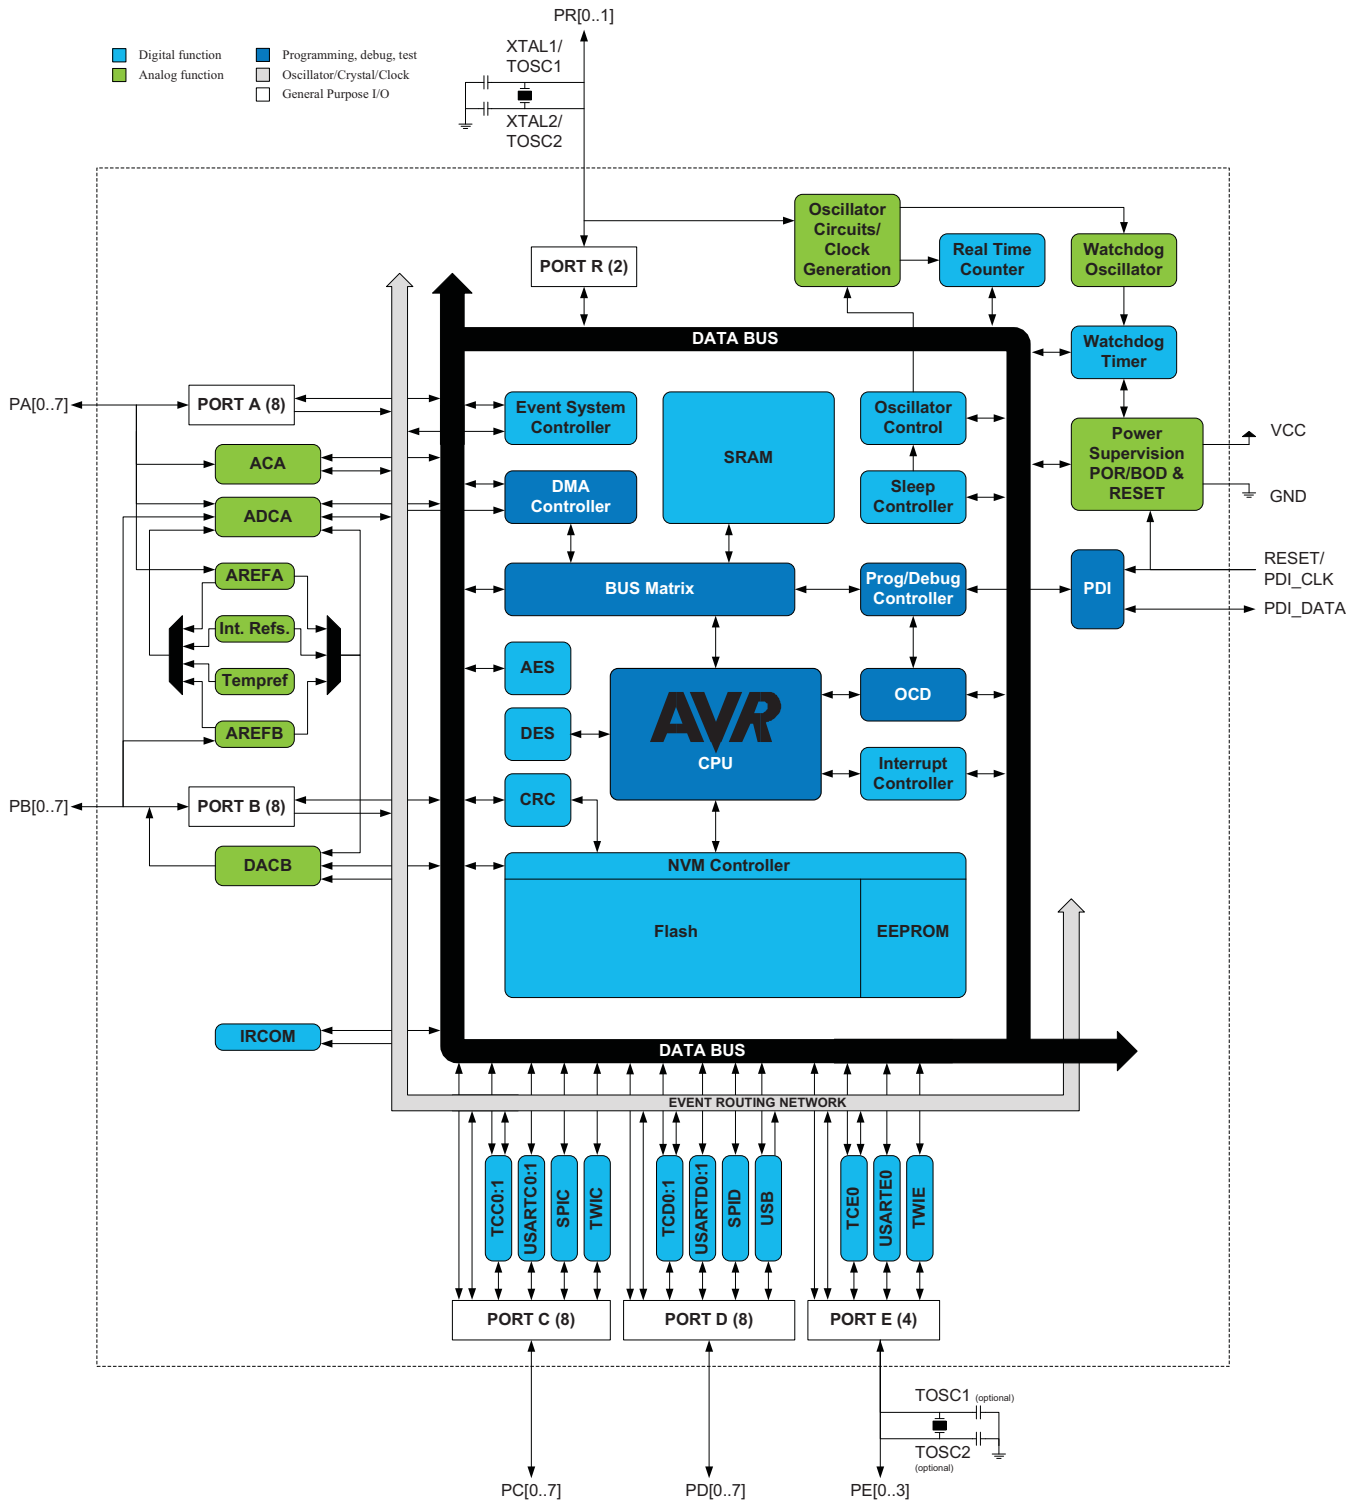 PR[0..1]
Digital function
Analog function
Programming, debug, test
Oscillator/Crystal/Clock
General Purpose I/O
XTAL1/
TOSC1
XTAL2/
TOSC2
Oscillator
Circuits/
Clock
Generation
Real Time
Counter
Watchdog
Oscillator
PORT R (2)
DATA BUS
Watchdog
Timer
PA[0..7]
PORT A (8)
Event System
Controller
SRAM
Oscillator
Control
Power
Supervision
POR/BOD &
RESET
VCC
GND
ACA
DMA
Controller
Sleep
Controller
ADCA
AREFA
BUS Matrix
Prog/Debug
Controller
PDI
RESET/
PDI_CLK
PDI_DATA
Int. Refs.
Tempref
AREFB
AES
DES
CRC
AVR
CPU
OCD
Interrupt
Controller
PB[0..7]
PORT B (8)
DACB
NVM Controller
Flash
EEPROM
IRCOM
DATA BUS
EVENT ROUTING NETWORK
TCC0:1
USARTC0:1
SPIC
TWIC
TCD0:1
USARTD0:1
SPID
USB
TCE0
USARTE0
TWIE
PORT C (8)
PORT D (8)
PORT E (4)
TOSC1 (optional)
TOSC2
(optional)
PC[0..7]
PD[0..7]
PE[0..3]